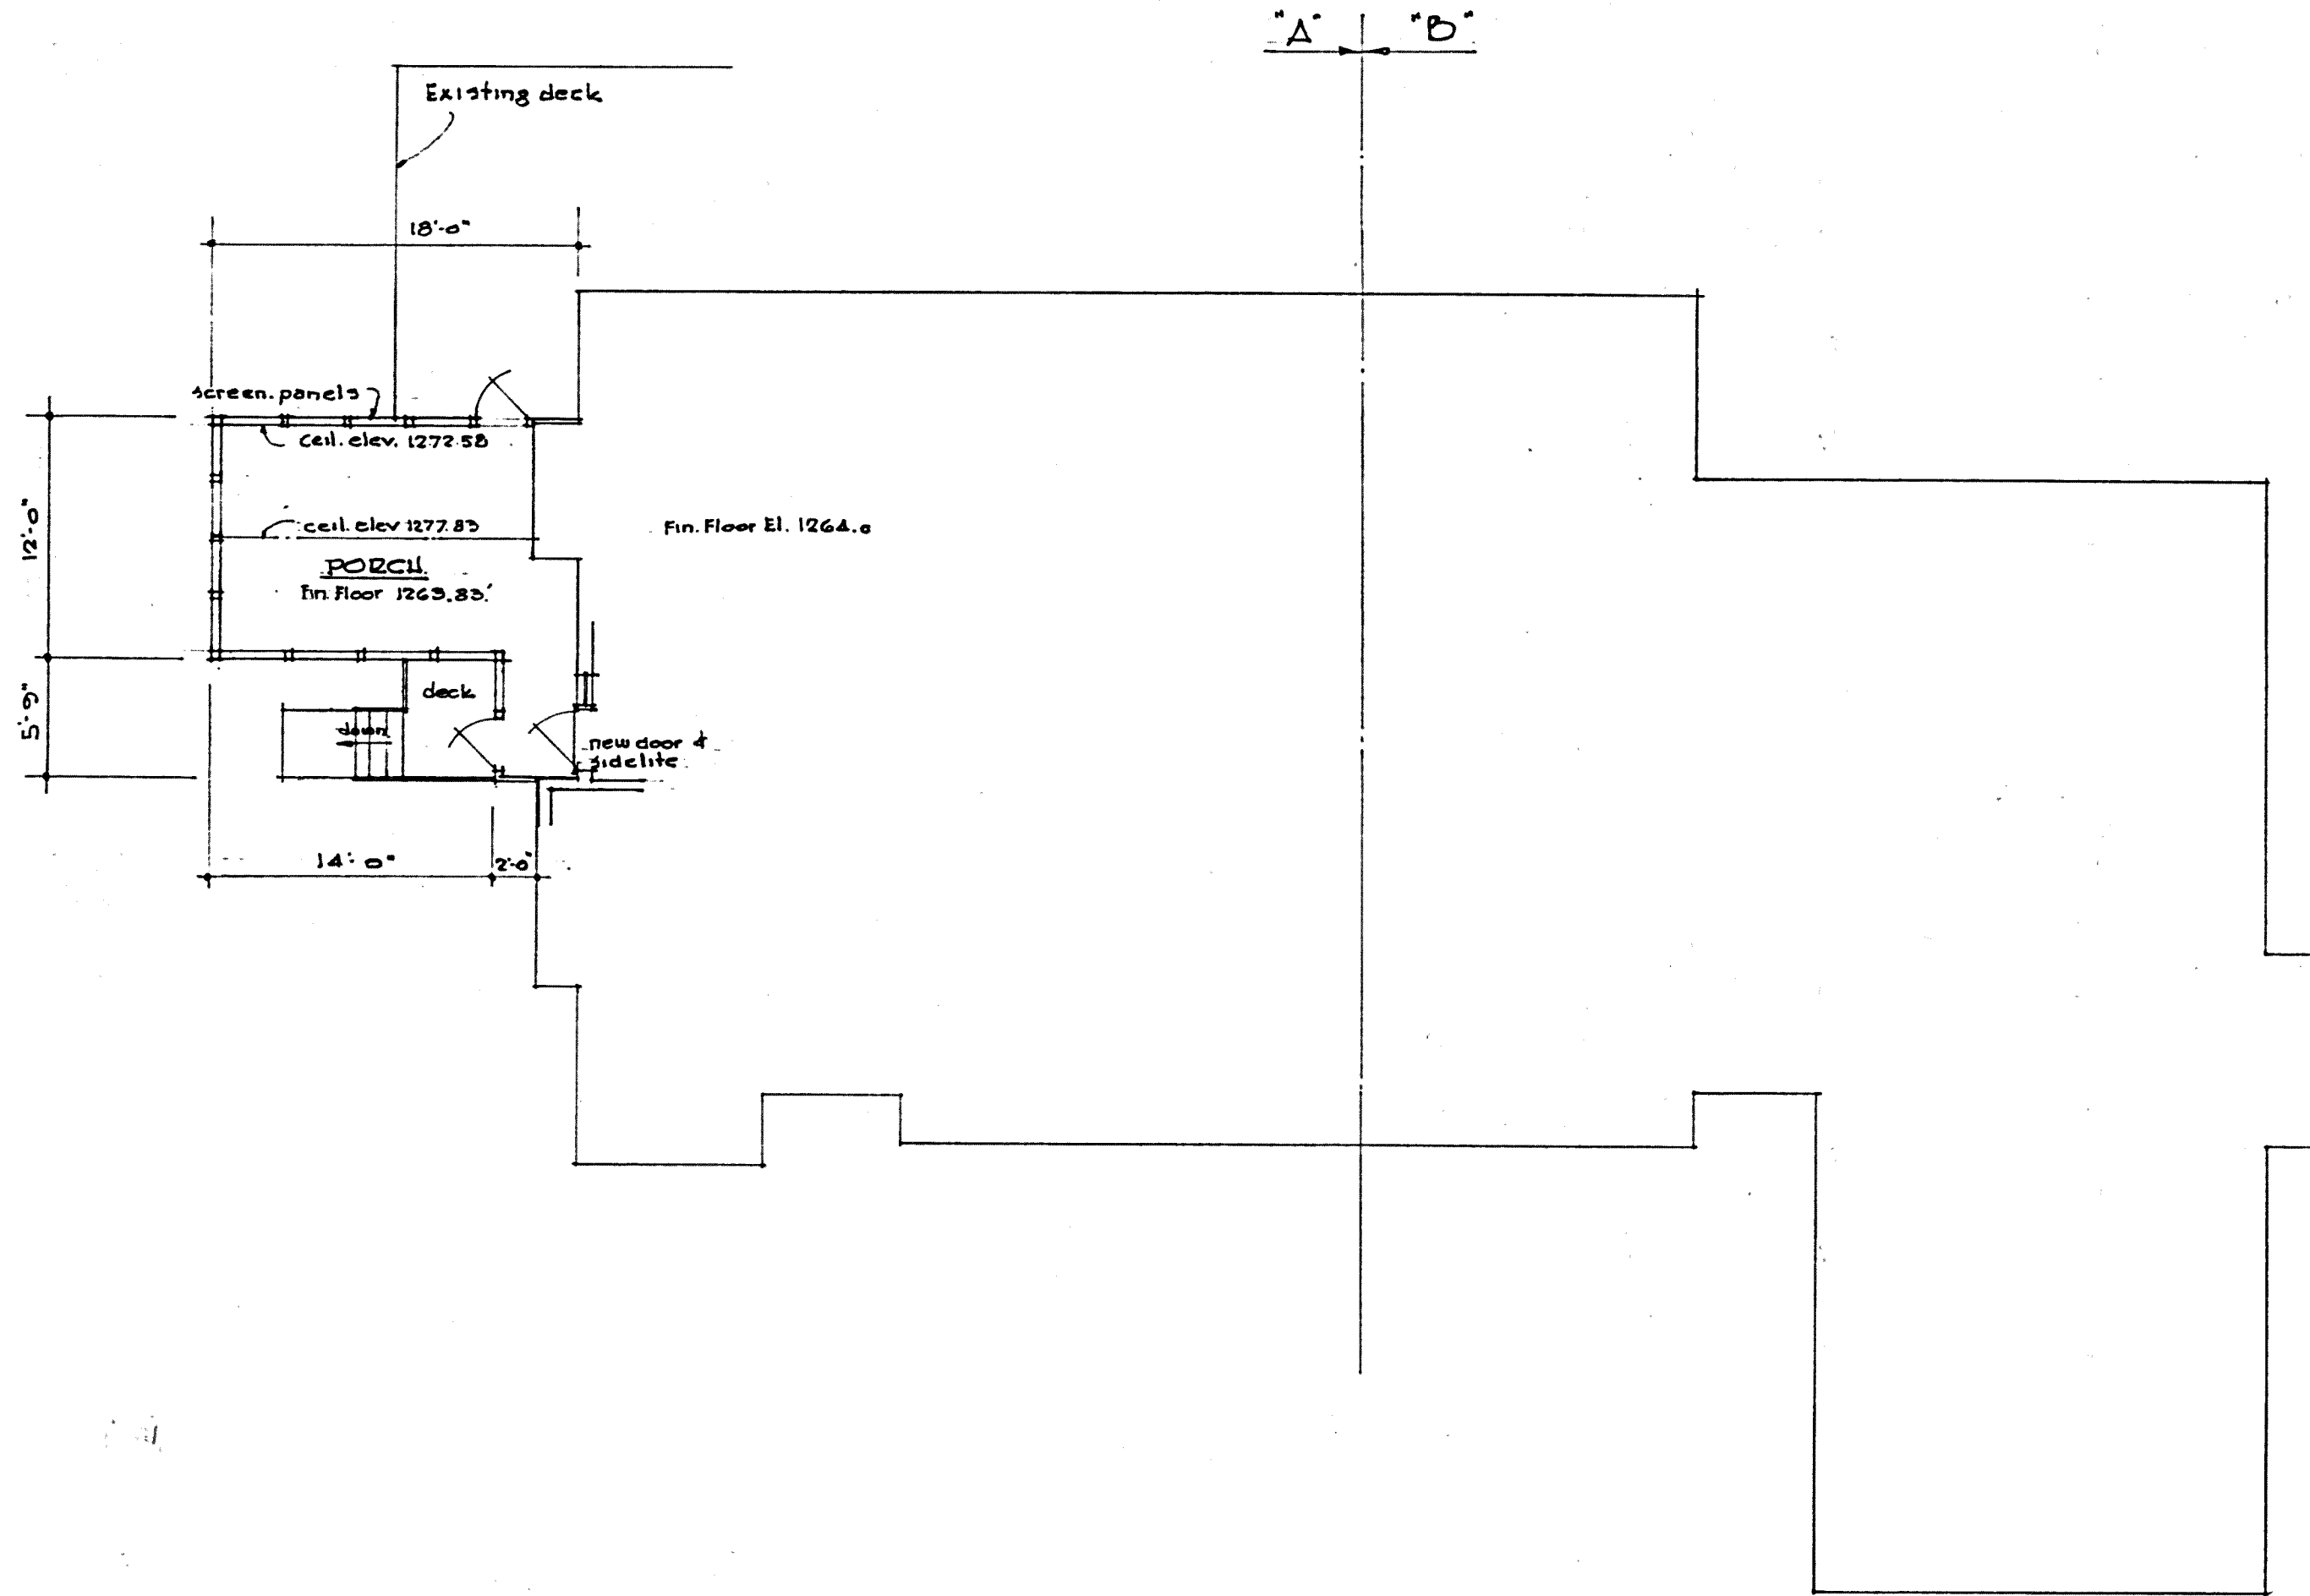 "A" "B"
Existing deck
18'-0"
screen. panels
ceil. elev. 1272.58
12'-0"
ceil. elev 1277.83
Fin. Floor El. 1264.0
PORCH
Fin. Floor 1263.83'
deck
5'-9"
down
new door &
sidelite
14'-0"
2'-0"